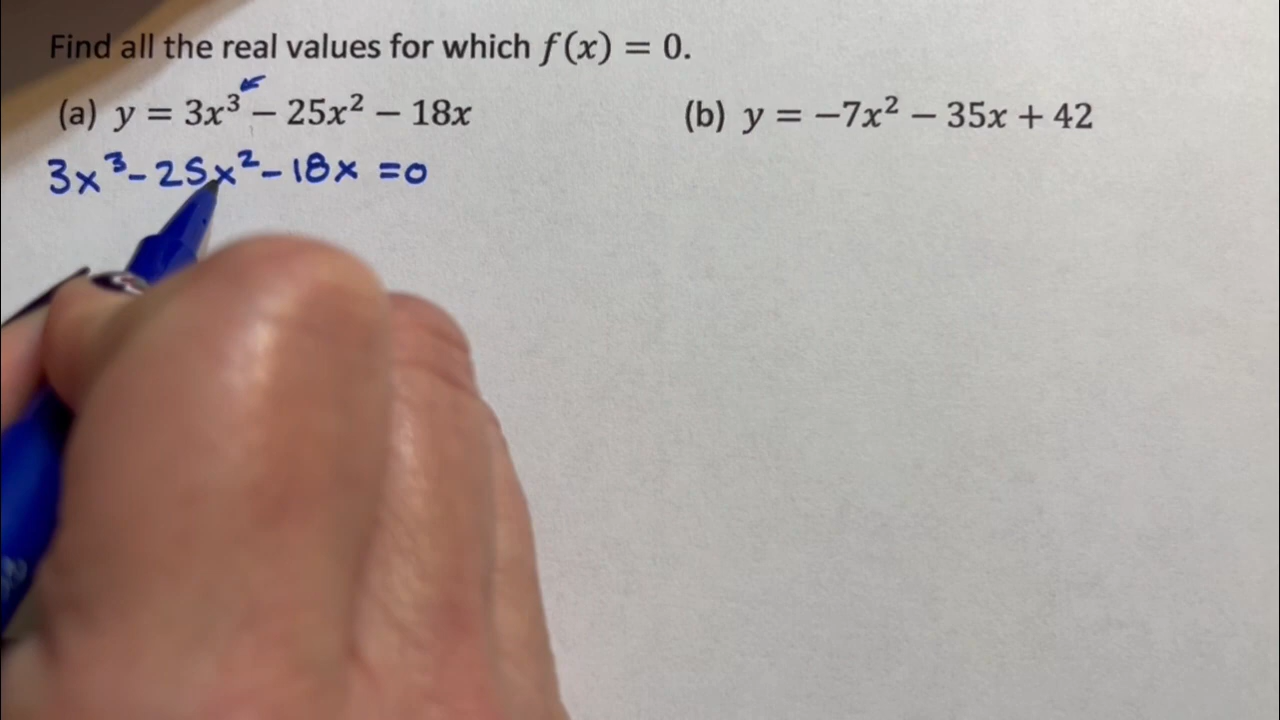 Find all the real values for which f(x) = 0.
(a) y = 3x³ − 25x² − 18x
(b) y = −7x² − 35x + 42
3x³-25x²-18x =0